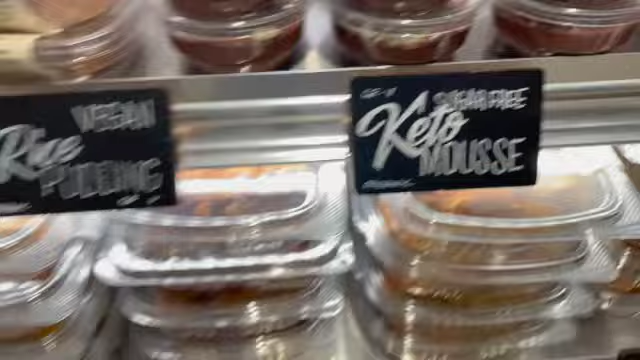 VEGAN
Rice
PUDDING
SUGAR FREE
Keto
MOUSSE